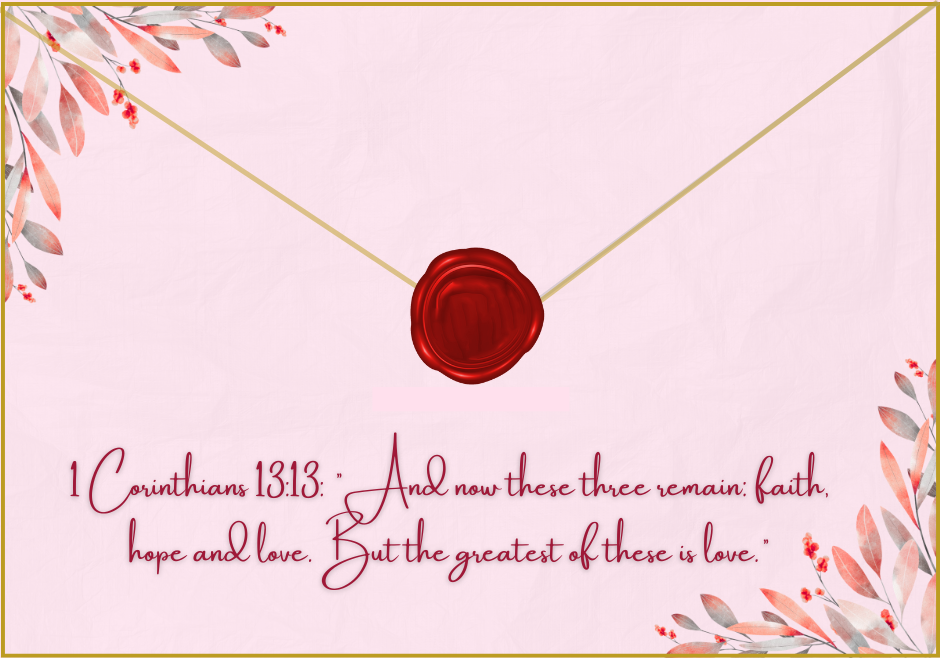 1 Corinthians 13:13: "And now these three remain: faith,
hope and love. But the greatest of these is love."